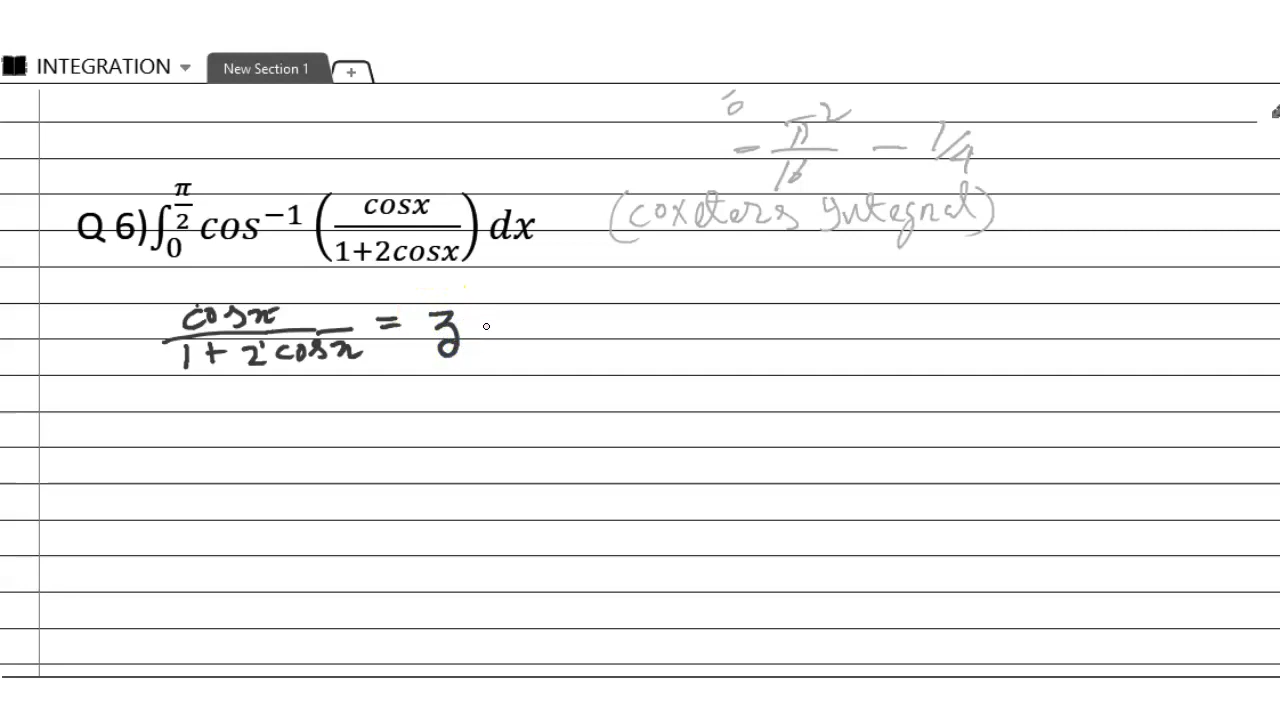 INTEGRATION New Section 1 +
- π²/16 - 1/4
Q 6) ∫₀^(π/2) cos⁻¹ (cosx/(1+2cosx)) dx
(coxeters Integral)
cosx/(1 + 2cosx) = z